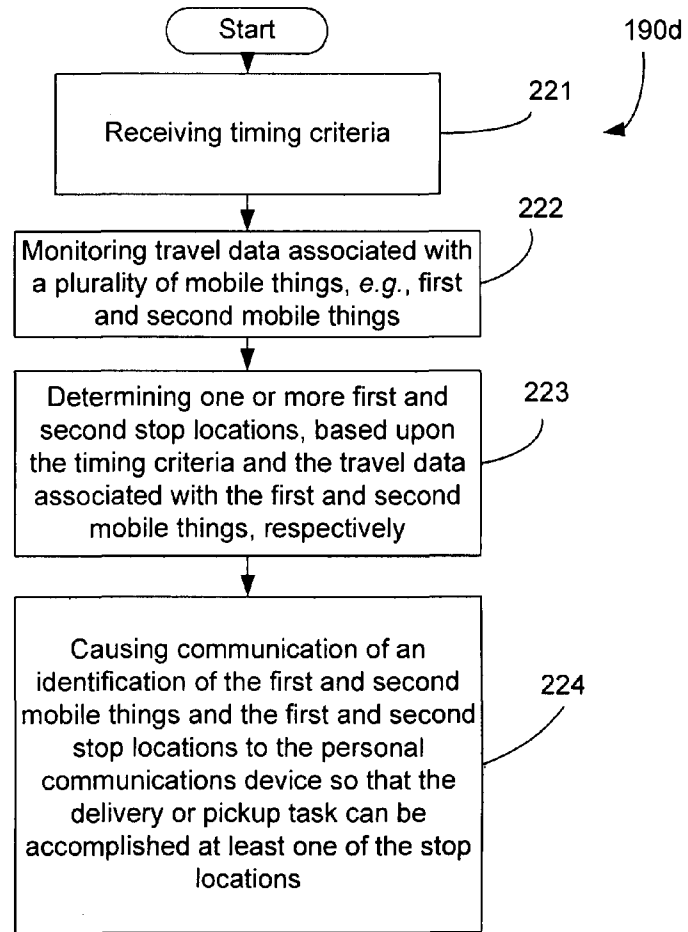 Start
190d
221
Receiving timing criteria
222
Monitoring travel data associated with
a plurality of mobile things, e.g., first
and second mobile things
223
Determining one or more first and
second stop locations, based upon
the timing criteria and the travel data
associated with the first and second
mobile things, respectively
224
Causing communication of an
identification of the first and second
mobile things and the first and second
stop locations to the personal
communications device so that the
delivery or pickup task can be
accomplished at least one of the stop
locations